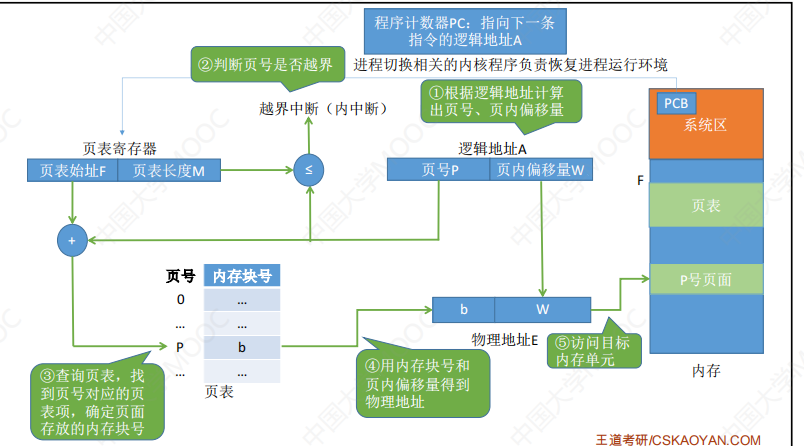 程序计数器PC：指向下一条
指令的逻辑地址A
②判断页号是否越界
进程切换相关的内核程序负责恢复进程运行环境
①根据逻辑地址计算
出页号、页内偏移量
越界中断（内中断）
PCB
系统区
页表寄存器
逻辑地址A
页表始址F
页表长度M
≤
页号P
页内偏移量W
F
页表
+
页号
内存块号
P号页面
0
...
...
...
b
W
P
b
物理地址E
⑤访问目标
内存单元
...
...
页表
③查询页表，找
到页号对应的页
表项，确定页面
存放的内存块号
④用内存块号和
页内偏移量得到
物理地址
内存
王道考研/CSKAOYAN.COM
中国大学MOOC